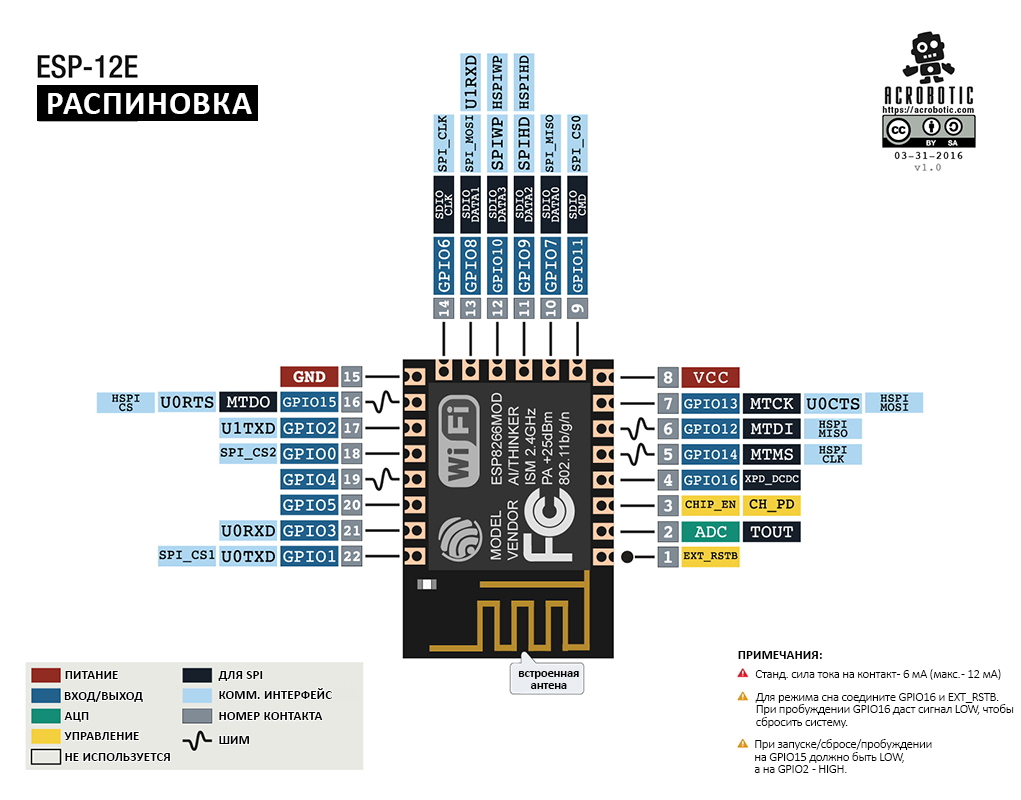 ESP-12E
РАСПИНОВКА
ACROBOTIC
https://acrobotic.com
cc BY SA
03-31-2016
v1.0
U1RXD HSPIWP HSPIHD
SPI_CLK SPI_MOSI SPIWP SPIHD SPI_MISO SPI_CS0
SDIO CLK SDIO DATA1 SDIO DATA3 SDIO DATA2 SDIO DATA0 SDIO CMD
GPIO6 GPIO8 GPIO10 GPIO9 GPIO7 GPIO11
14 13 12 11 10 9
GND 15
HSPI CS U0RTS MTDO GPIO15 16
U1TXD GPIO2 17
SPI_CS2 GPIO0 18
GPIO4 19
GPIO5 20
U0RXD GPIO3 21
SPI_CS1 U0TXD GPIO1 22
WiFi
MODEL ESP8266MOD
VENDOR AI/THINKER
ISM 2.4GHz
PA +25dBm
802.11b/g/n
FC
8 VCC
7 GPIO13 MTCK U0CTS HSPI MOSI
6 GPIO12 MTDI HSPI MISO
5 GPIO14 MTMS HSPI CLK
4 GPIO16 XPD_DCDC
3 CHIP_EN CH_PD
2 ADC TOUT
1 EXT_RSTB
встроенная
антена
ПИТАНИЕ
ВХОД/ВЫХОД
АЦП
УПРАВЛЕНИЕ
НЕ ИСПОЛЬЗУЕТСЯ
ДЛЯ SPI
КОММ. ИНТЕРФЕЙС
НОМЕР КОНТАКТА
ШИМ
ПРИМЕЧАНИЯ:
Станд. сила тока на контакт- 6 мА (макс.- 12 мА)
Для режима сна соедините GPIO16 и EXT_RSTB.
При пробуждении GPIO16 даст сигнал LOW, чтобы
сбросить систему.
При запуске/сбросе/пробуждении
на GPIO15 должно быть LOW,
а на GPIO2 - HIGH.